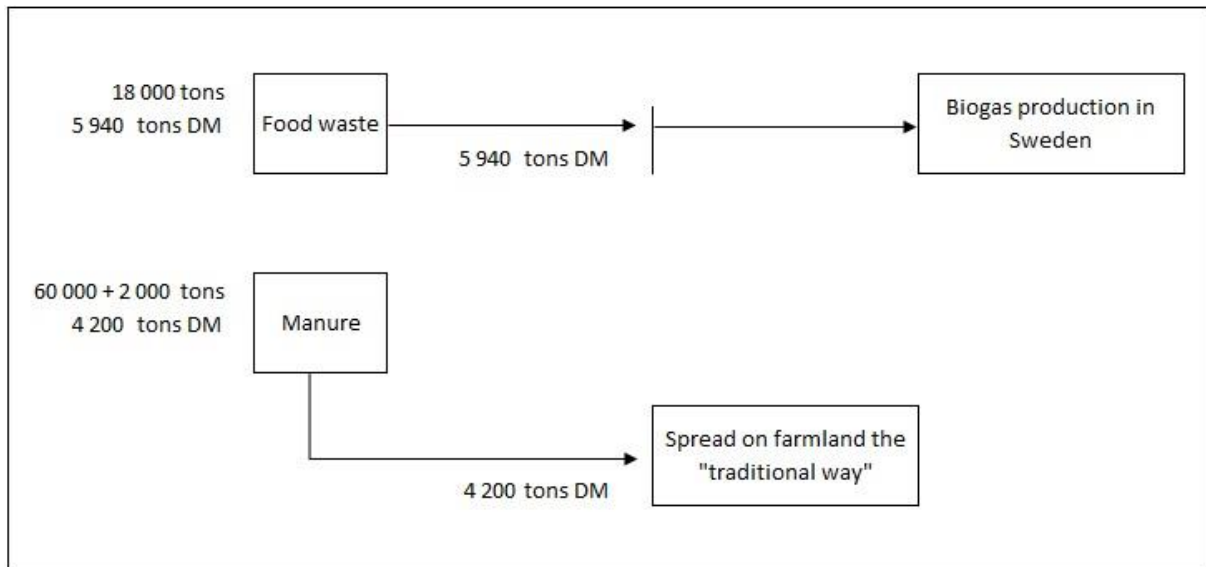 18 000 tons
5 940 tons DM
Food waste
5 940 tons DM
Biogas production in
Sweden
60 000 + 2 000 tons
4 200 tons DM
Manure
4 200 tons DM
Spread on farmland the
"traditional way"